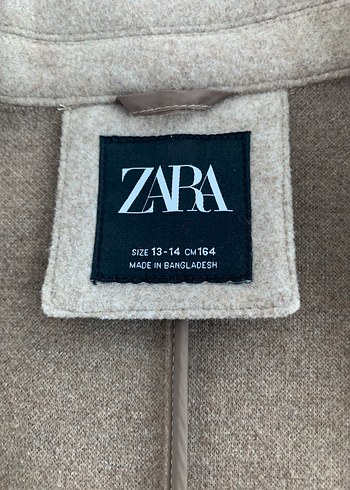 ZARA
SIZE 13-14 CM 164
MADE IN BANGLADESH